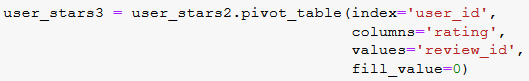 user_stars3 = user_stars2.pivot_table(index='user_id',
columns='rating',
values='review_id',
fill_value=0)